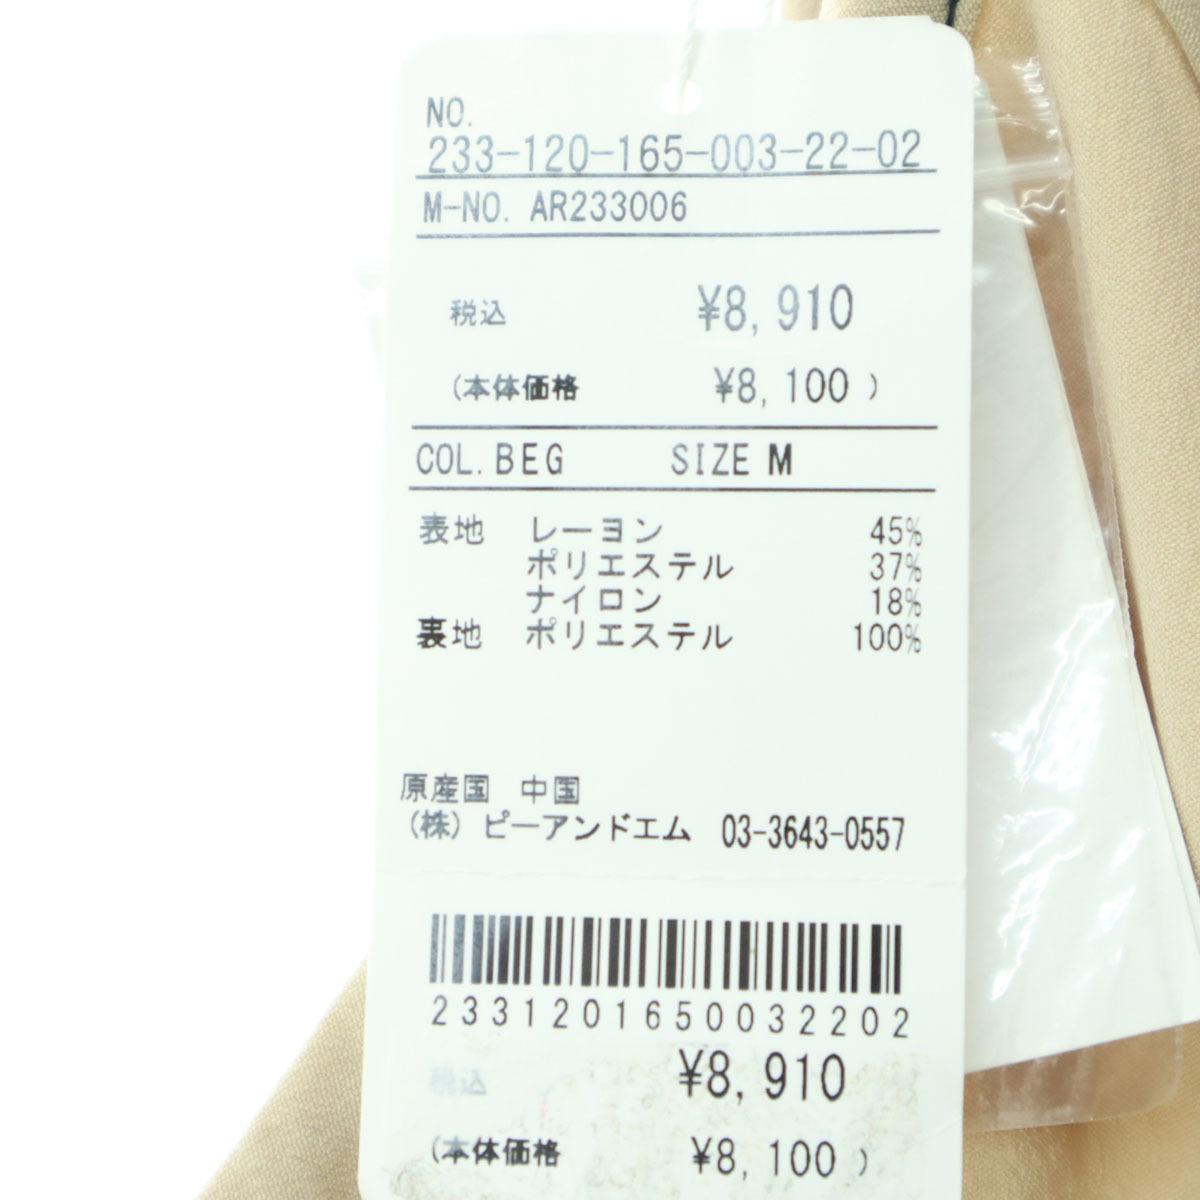 NO.
233-120-165-003-22-02
M-NO. AR233006
税込 ¥8,910
(本体価格 ¥8,100 )
COL. BEG SIZE M
表地 レーヨン 45%
ポリエステル 37%
ナイロン 18%
裏地 ポリエステル 100%
原産国 中国
(株) ピーアンドエム 03-3643-0557
2331201650032202
税込 ¥8,910
(本体価格 ¥8,100 )